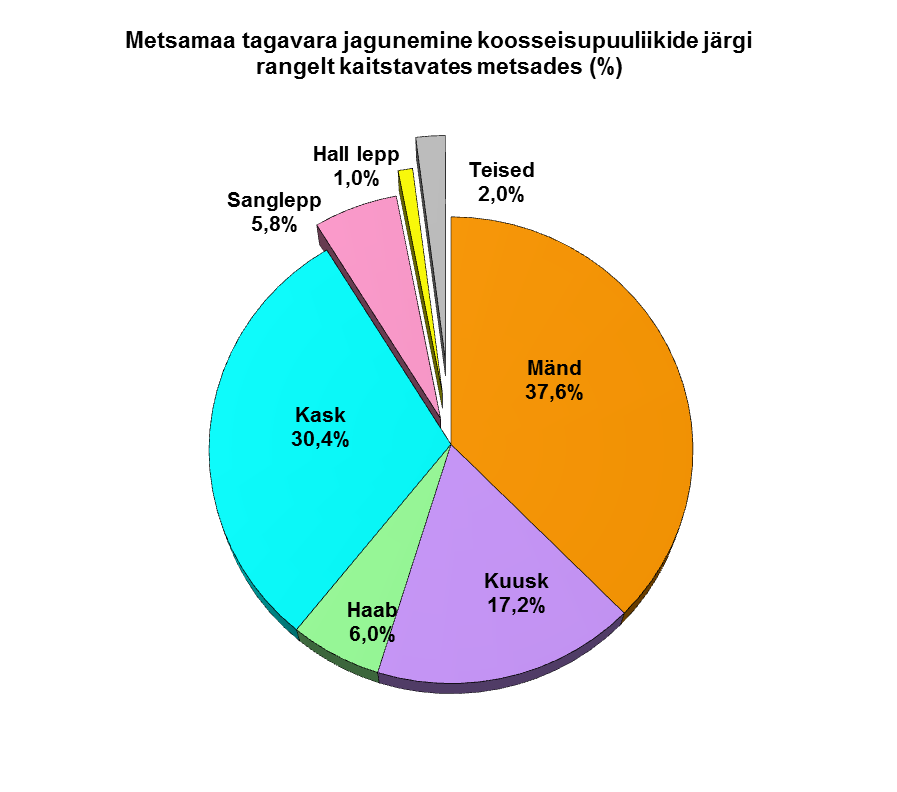 Metsamaa tagavara jagunemine koosseisupuuliikide järgi
rangelt kaitstavates metsades (%)
Hall lepp
1,0%
Teised
2,0%
Sanglepp
5,8%
Mänd
37,6%
Kask
30,4%
Kuusk
17,2%
Haab
6,0%